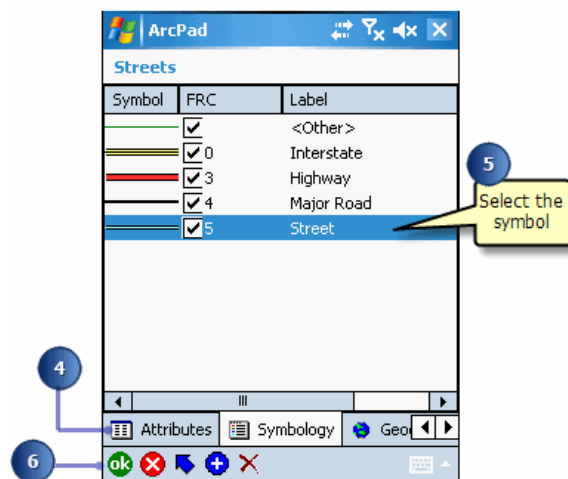 ArcPad
Streets
Symbol FRC Label
<Other>
0 Interstate
3 Highway
4 Major Road
5 Street
5
Select the
symbol
4
Attributes Symbology Geo
6
ok